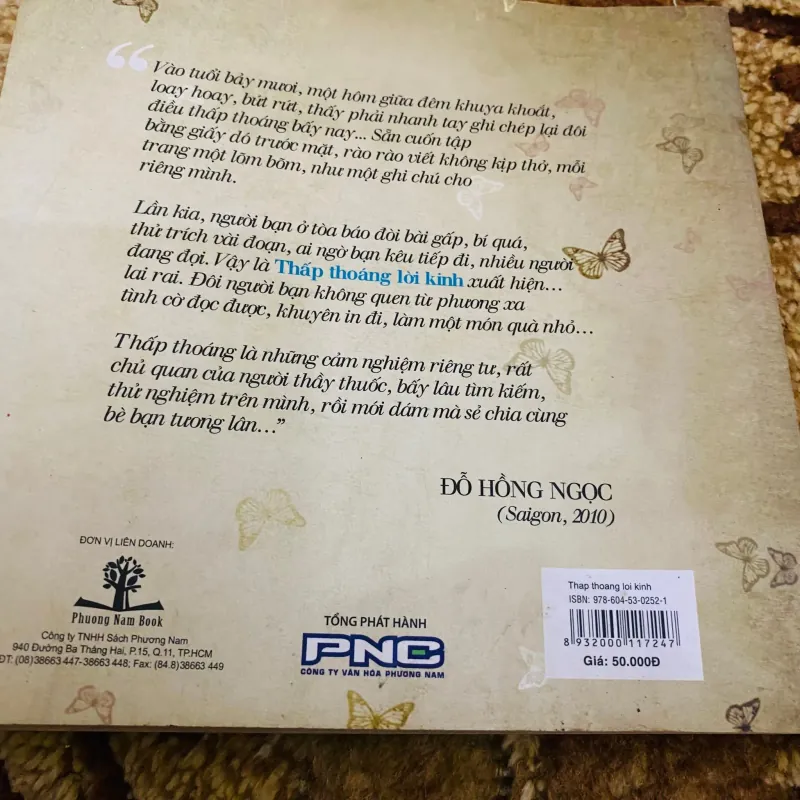 “
Vào tuổi bảy mươi, một hôm giữa đêm khuya khoắt,
loay hoay, bứt rứt, thấy phải nhanh tay ghi chép lại đôi
điều thấp thoáng bấy nay... Sẵn cuốn tập
bằng giấy dó trước mặt, rào rào viết không kịp thở, mỗi
trang một lõm bõm, như một ghi chú cho
riêng mình.
Lần kia, người bạn ở tòa báo đòi bài gấp, bí quá,
thử trích vài đoạn, ai ngờ bạn kêu tiếp đi, nhiều người
đang đợi. Vậy là Thấp thoáng lời kinh xuất hiện...
lai rai. Đôi người bạn không quen từ phương xa
tình cờ đọc được, khuyên in đi, làm một món quà nhỏ...
Thấp thoáng là những cảm nghiệm riêng tư, rất
chủ quan của người thầy thuốc, bấy lâu tìm kiếm,
thử nghiệm trên mình, rồi mới dám mà sẻ chia cùng
bè bạn tương lân...”
ĐỖ HỒNG NGỌC
(Saigon, 2010)
ĐƠN VỊ LIÊN DOANH:
Phuong Nam Book
Công ty TNHH Sách Phương Nam
940 Đường Ba Tháng Hai, P.15, Q.11, TP.HCM
ĐT: (08)38663 447-38663 448; Fax: (84.8)38663 449
TỔNG PHÁT HÀNH
PNC
CÔNG TY VĂN HÓA PHƯƠNG NAM
Thap thoang loi kinh
ISBN: 978-604-53-0252-1
8 932000 117247
Giá: 50.000Đ